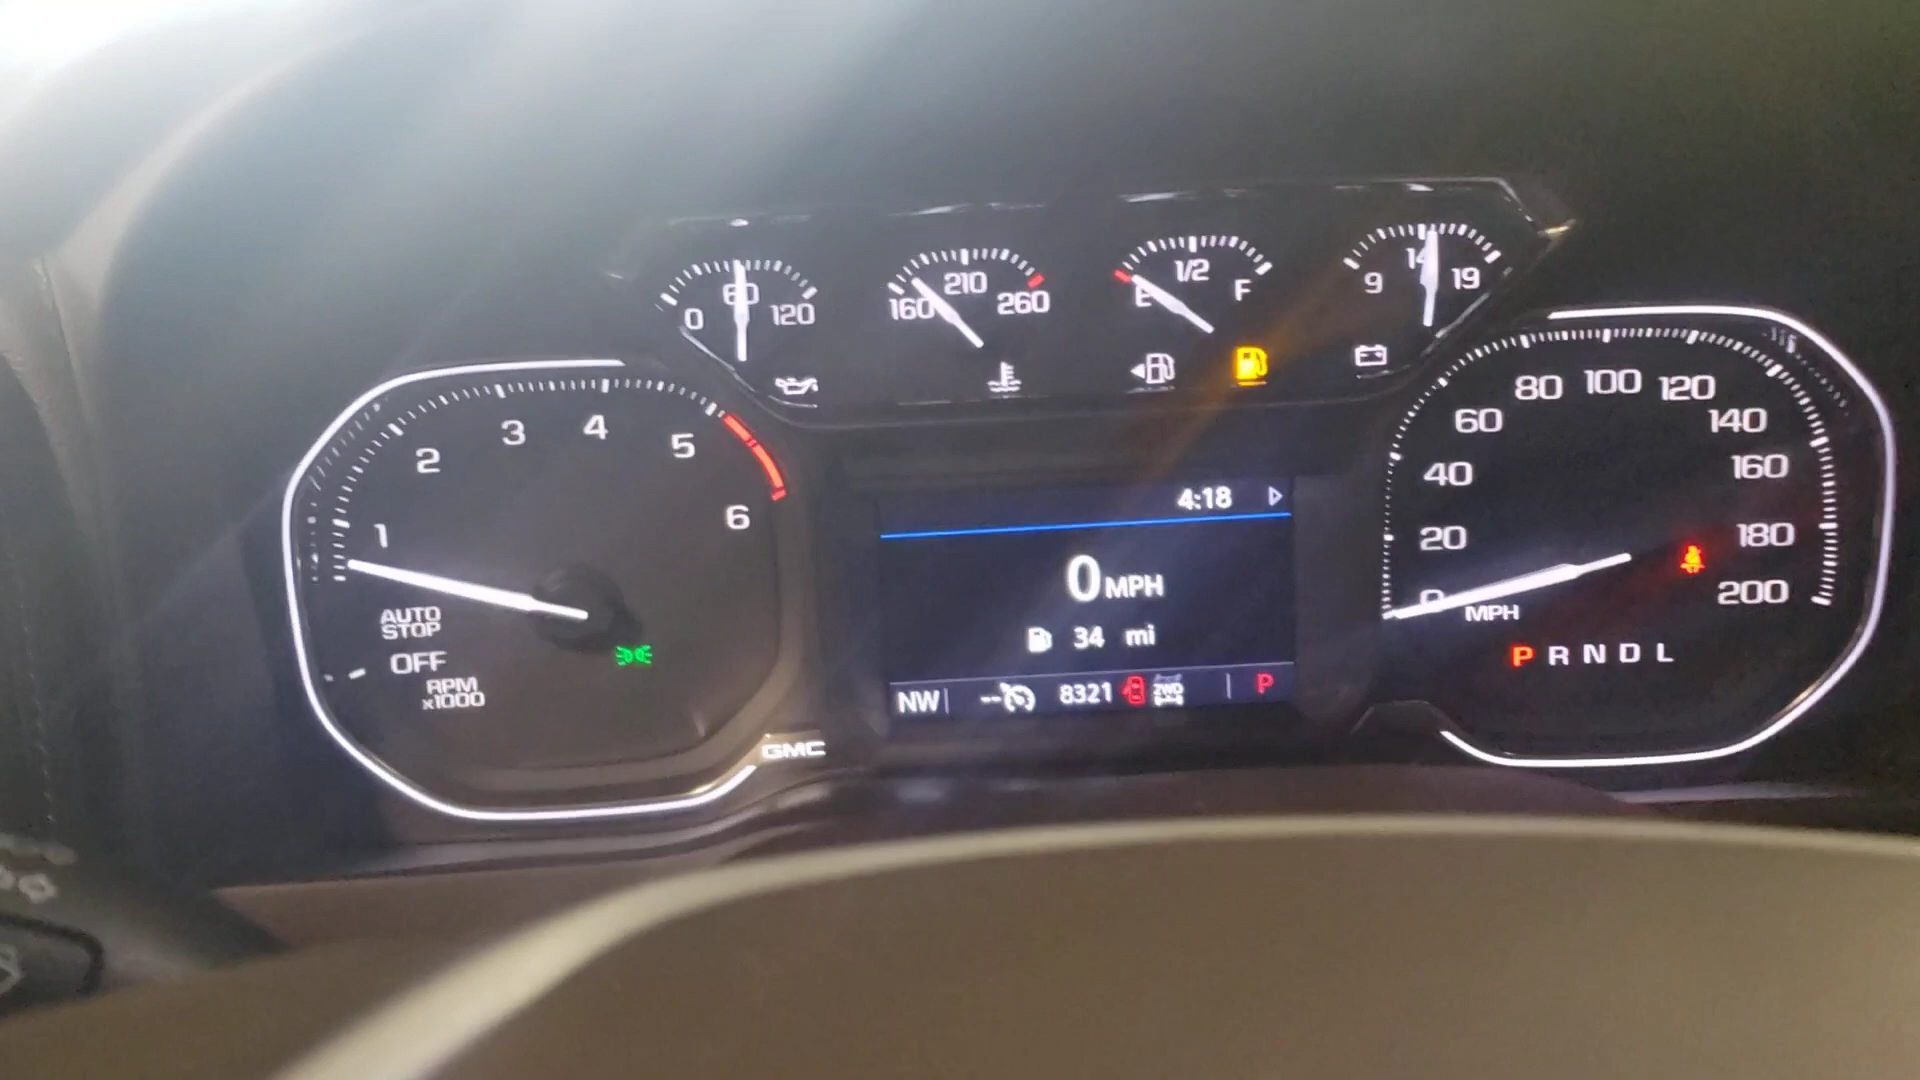 0 60 120
160 210 260
E 1/2 F
9 14 19
1 2 3 4 5 6
AUTO
STOP
OFF
RPM
x1000
GMC
4:18
0 MPH
34 mi
NW -- 8321 2WD P
0 20 40 60 80 100 120 140 160 180 200
MPH
P R N D L